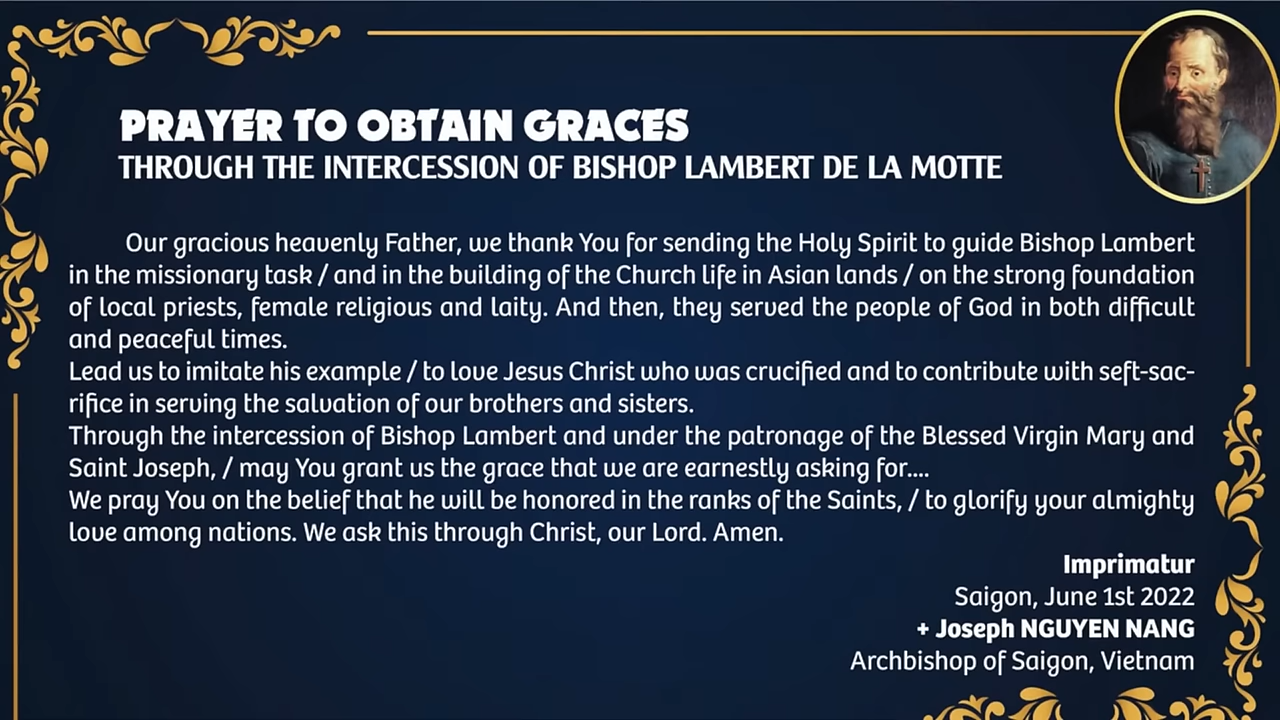 PRAYER TO OBTAIN GRACES
THROUGH THE INTERCESSION OF BISHOP LAMBERT DE LA MOTTE
Our gracious heavenly Father, we thank You for sending the Holy Spirit to guide Bishop Lambert
in the missionary task / and in the building of the Church life in Asian lands / on the strong foundation
of local priests, female religious and laity. And then, they served the people of God in both difficult
and peaceful times.
Lead us to imitate his example / to love Jesus Christ who was crucified and to contribute with seft-sac-
rifice in serving the salvation of our brothers and sisters.
Through the intercession of Bishop Lambert and under the patronage of the Blessed Virgin Mary and
Saint Joseph, / may You grant us the grace that we are earnestly asking for....
We pray You on the belief that he will be honored in the ranks of the Saints, / to glorify your almighty
love among nations. We ask this through Christ, our Lord. Amen.
Imprimatur
Saigon, June 1st 2022
+ Joseph NGUYEN NANG
Archbishop of Saigon, Vietnam